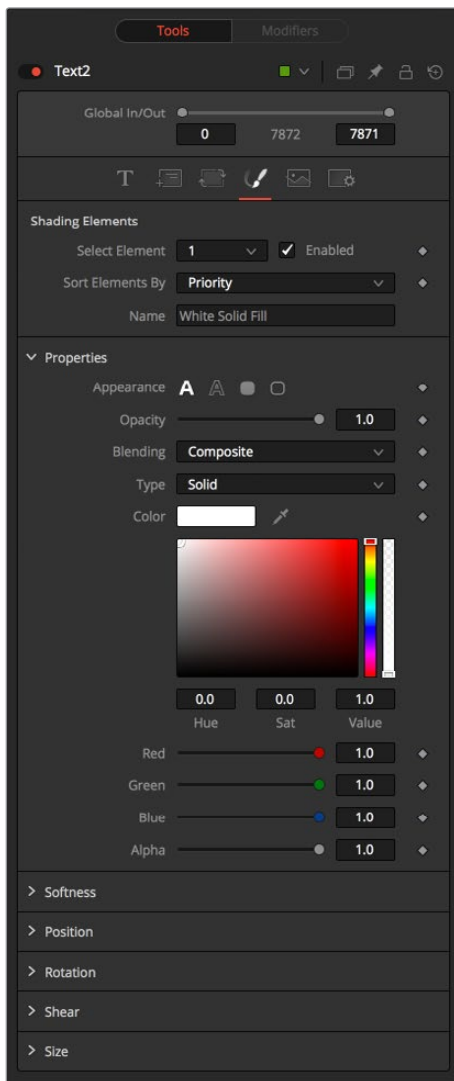 Tools Modifiers
Text2
Global In/Out
0 7872 7871
T
Shading Elements
Select Element 1 Enabled
Sort Elements By Priority
Name White Solid Fill
Properties
Appearance A A
Opacity 1.0
Blending Composite
Type Solid
Color
0.0 0.0 1.0
Hue Sat Value
Red 1.0
Green 1.0
Blue 1.0
Alpha 1.0
Softness
Position
Rotation
Shear
Size